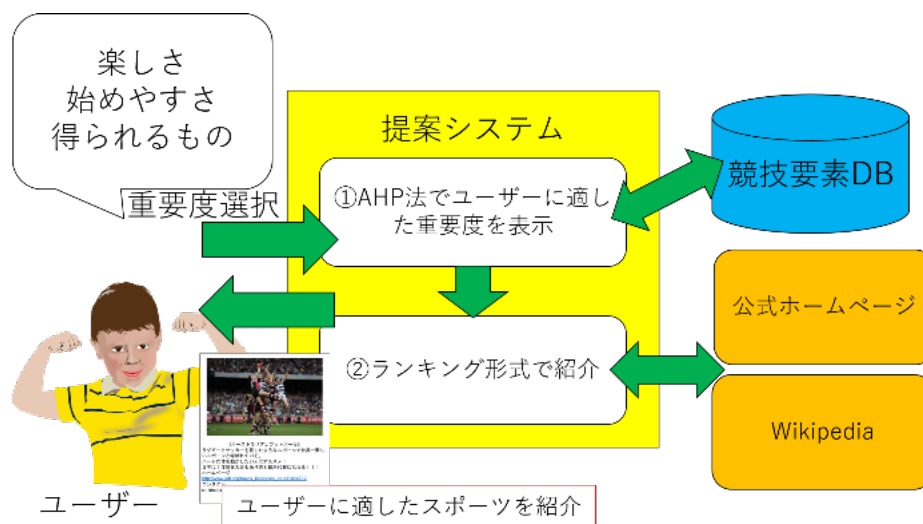 楽しさ
始めやすさ
得られるもの
重要度選択
提案システム
①AHP法でユーザーに適し
た重要度を表示
競技要素DB
公式ホームページ
②ランキング形式で紹介
Wikipedia
ユーザー
ユーザーに適したスポーツを紹介